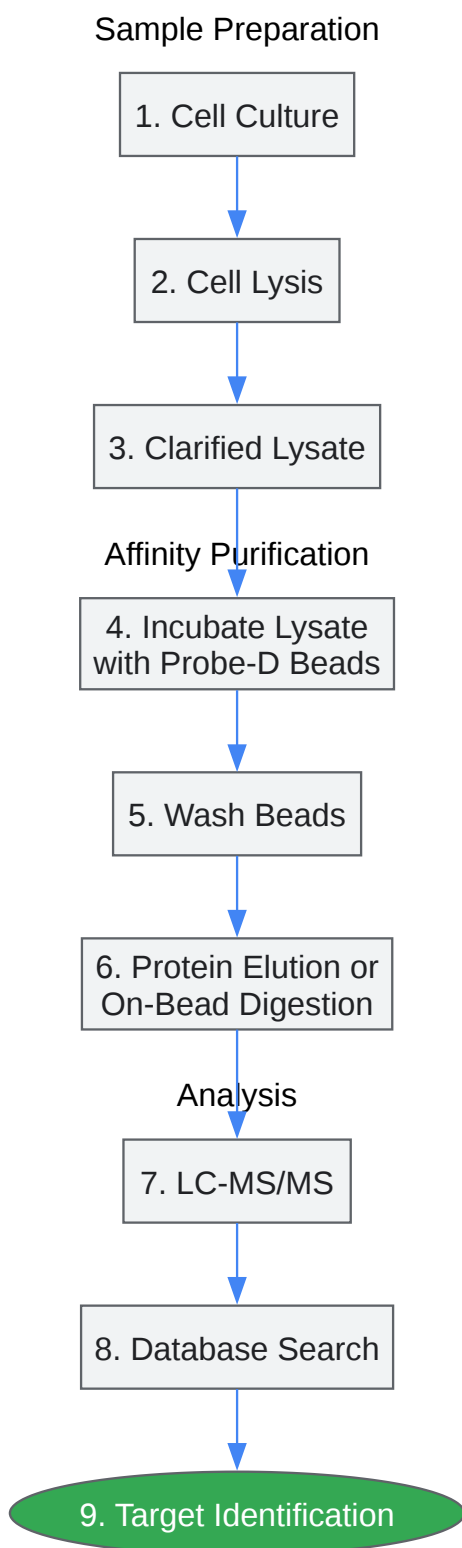 Sample Preparation
1. Cell Culture
2. Cell Lysis
3. Clarified Lysate
Affinity Purification
4. Incubate Lysate
with Probe-D Beads
5. Wash Beads
6. Protein Elution or
On-Bead Digestion
Analysis
7. LC-MS/MS
8. Database Search
9. Target Identification